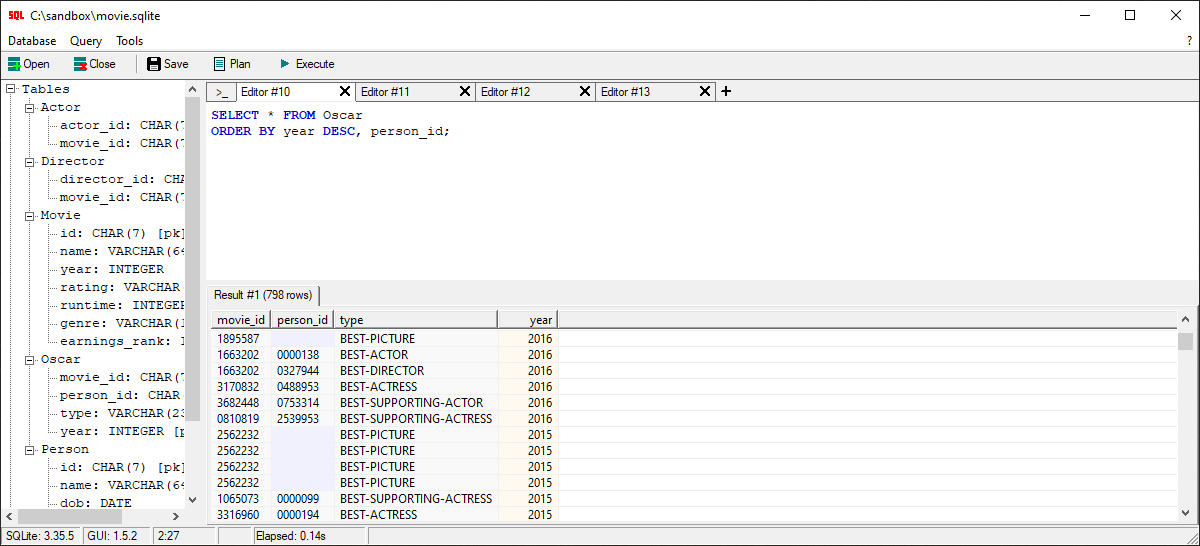 SQL C:\sandbox\movie.sqlite
Database Query Tools ?
Open Close Save Plan Execute
Tables
Actor
actor_id: CHAR(7
movie_id: CHAR(7
Director
director_id: CHA
movie_id: CHAR(7
Movie
id: CHAR(7) [pk]
name: VARCHAR(64
year: INTEGER
rating: VARCHAR
runtime: INTEGER
genre: VARCHAR(1
earnings_rank: I
Oscar
movie_id: CHAR(7
person_id: CHAR
type: VARCHAR(23
year: INTEGER [p
Person
id: CHAR(7) [pk]
name: VARCHAR(64
dob: DATE
>_ Editor #10 Editor #11 Editor #12 Editor #13 +
SELECT * FROM Oscar
ORDER BY year DESC, person_id;
Result #1 (798 rows)
movie_id person_id type year
1895587 BEST-PICTURE 2016
1663202 0000138 BEST-ACTOR 2016
1663202 0327944 BEST-DIRECTOR 2016
3170832 0488953 BEST-ACTRESS 2016
3682448 0753314 BEST-SUPPORTING-ACTOR 2016
0810819 2539953 BEST-SUPPORTING-ACTRESS 2016
2562232 BEST-PICTURE 2015
2562232 BEST-PICTURE 2015
2562232 BEST-PICTURE 2015
2562232 BEST-PICTURE 2015
1065073 0000099 BEST-SUPPORTING-ACTRESS 2015
3316960 0000194 BEST-ACTRESS 2015
SQLite: 3.35.5 GUI: 1.5.2 2:27 Elapsed: 0.14s